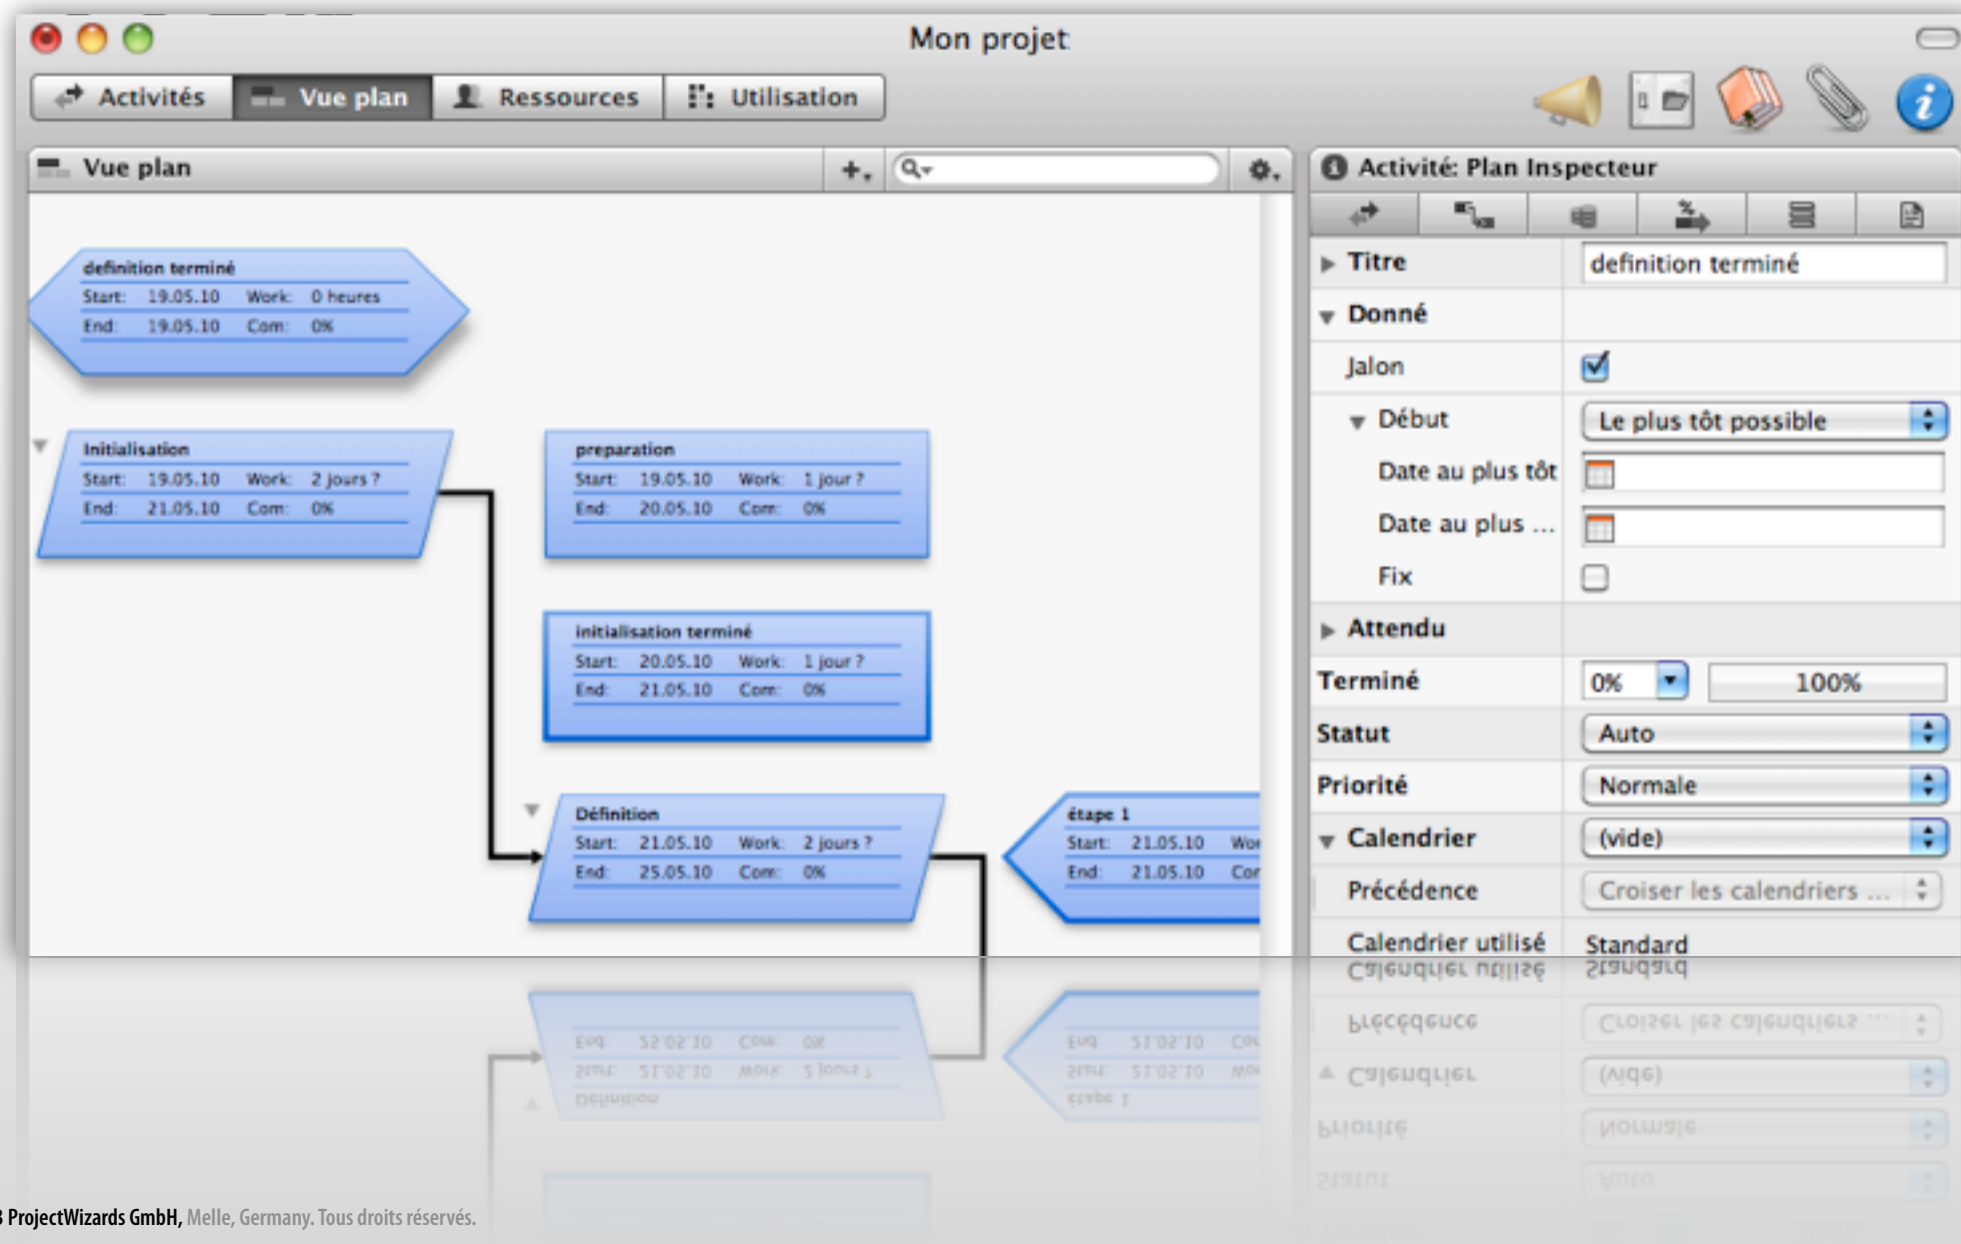 Mon projet
Activités Vue plan Ressources Utilisation
Vue plan
definition terminé
Start: 19.05.10 Work: 0 heures
End: 19.05.10 Com: 0%
Initialisation
Start: 19.05.10 Work: 2 jours ?
End: 21.05.10 Com: 0%
preparation
Start: 19.05.10 Work: 1 jour ?
End: 20.05.10 Com: 0%
initialisation terminé
Start: 20.05.10 Work: 1 jour ?
End: 21.05.10 Com: 0%
Définition
Start: 21.05.10 Work: 2 jours ?
End: 25.05.10 Com: 0%
étape 1
Start: 21.05.10 Wor
End: 21.05.10 Cor
Activité: Plan Inspecteur
Titre definition terminé
Donné
Jalon
Début Le plus tôt possible
Date au plus tôt
Date au plus ...
Fix
Attendu
Terminé 0% 100%
Statut Auto
Priorité Normale
Calendrier (vide)
Précédence Croiser les calendriers ...
Calendrier utilisé Standard
3 ProjectWizards GmbH, Melle, Germany. Tous droits réservés.